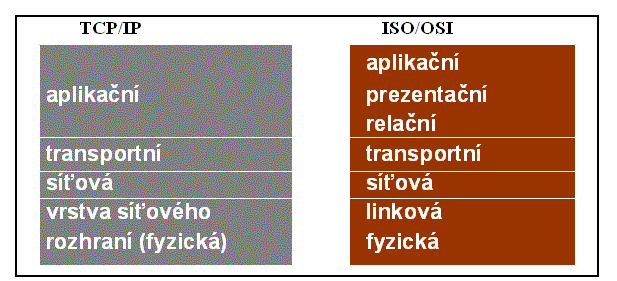 TCP/IP
aplikační
transportní
síťová
vrstva síťového
rozhraní (fyzická)
ISO/OSI
aplikační
prezentační
relační
transportní
síťová
linková
fyzická